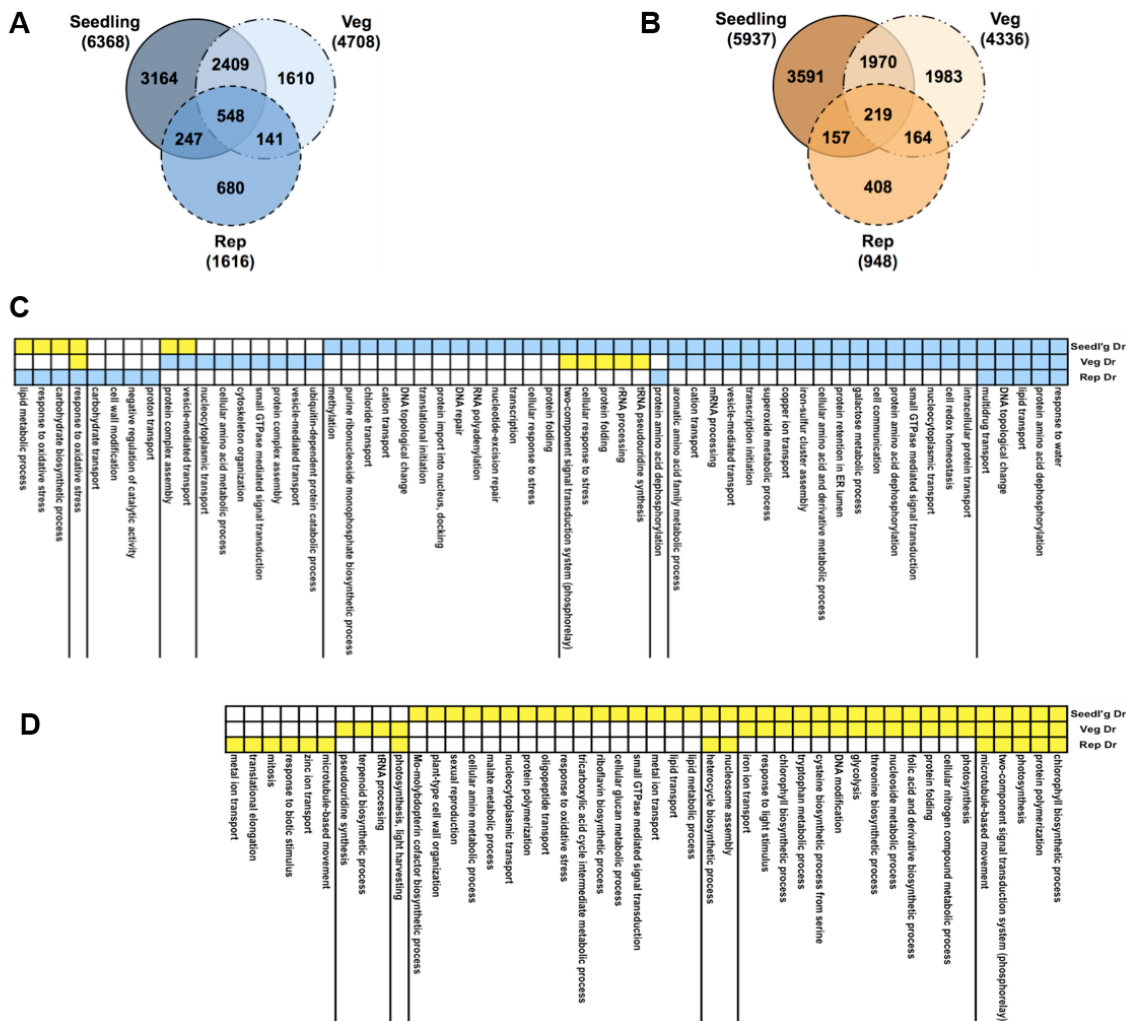 A
Seedling
(6368)
Veg
(4708)
3164
2409
1610
548
247
141
680
Rep
(1616)
B
Seedling
(5937)
Veg
(4336)
3591
1970
1983
219
157
164
408
Rep
(948)
C
Seedl'g Dr
Veg Dr
Rep Dr
lipid metabolic process
response to oxidative stress
carbohydrate biosynthetic process
response to oxidative stress
carbohydrate transport
cell wall modification
negative regulation of catalytic activity
proton transport
protein complex assembly
vesicle-mediated transport
nucleocytoplasmic transport
cellular amino acid metabolic process
cytoskeleton organization
small GTPase mediated signal transduction
protein complex assembly
vesicle-mediated transport
ubiquitin-dependent protein catabolic process
methylation
purine ribonucleoside monophosphate biosynthetic process
chloride transport
cation transport
DNA topological change
translational initiation
protein import into nucleus, docking
DNA repair
RNA polyadenylation
nucleotide-excision repair
transcription
cellular response to stress
protein folding
two-component signal transduction system (phosphorelay)
cellular response to stress
protein folding
rRNA processing
tRNA pseudouridine synthesis
protein amino acid dephosphorylation
aromatic amino acid family metabolic process
cation transport
mRNA processing
vesicle-mediated transport
transcription initiation
superoxide metabolic process
copper ion transport
iron-sulfur cluster assembly
cellular amino acid and derivative metabolic process
protein retention in ER lumen
galactose metabolic process
cell communication
protein amino acid dephosphorylation
small GTPase mediated signal transduction
nucleocytoplasmic transport
cell redox homeostasis
intracellular protein transport
multidrug transport
DNA topological change
lipid transport
protein amino acid dephosphorylation
response to water
D
Seedl'g Dr
Veg Dr
Rep Dr
metal ion transport
translational elongation
mitosis
response to biotic stimulus
zinc ion transport
microtubule-based movement
pseudouridine synthesis
terpenoid biosynthetic process
tRNA processing
photosynthesis, light harvesting
Mo-molybdopterin cofactor biosynthetic process
plant-type cell wall organization
sexual reproduction
cellular amine metabolic process
malate metabolic process
nucleocytoplasmic transport
protein polymerization
oligopeptide transport
response to oxidative stress
tricarboxylic acid cycle intermediate metabolic process
riboflavin biosynthetic process
cellular glucan metabolic process
small GTPase mediated signal transduction
metal ion transport
lipid transport
lipid metabolic process
heterocycle biosynthetic process
nucleosome assembly
iron ion transport
response to light stimulus
chlorophyll biosynthetic process
tryptophan metabolic process
cysteine biosynthetic process from serine
DNA modification
glycolysis
threonine biosynthetic process
nucleoside metabolic process
folic acid and derivative biosynthetic process
protein folding
cellular nitrogen compound metabolic process
photosynthesis
microtubule-based movement
two-component signal transduction system (phosphorelay)
photosynthesis
protein polymerization
chlorophyll biosynthetic process